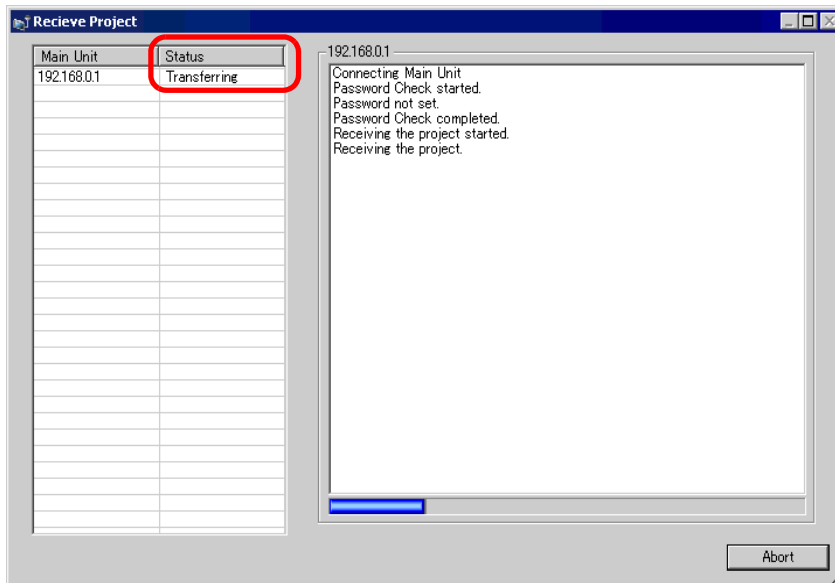 Recieve Project
Main Unit Status
192.168.0.1 Transferring
192.168.0.1
Connecting Main Unit
Password Check started.
Password not set.
Password Check completed.
Receiving the project started.
Receiving the project.
Abort